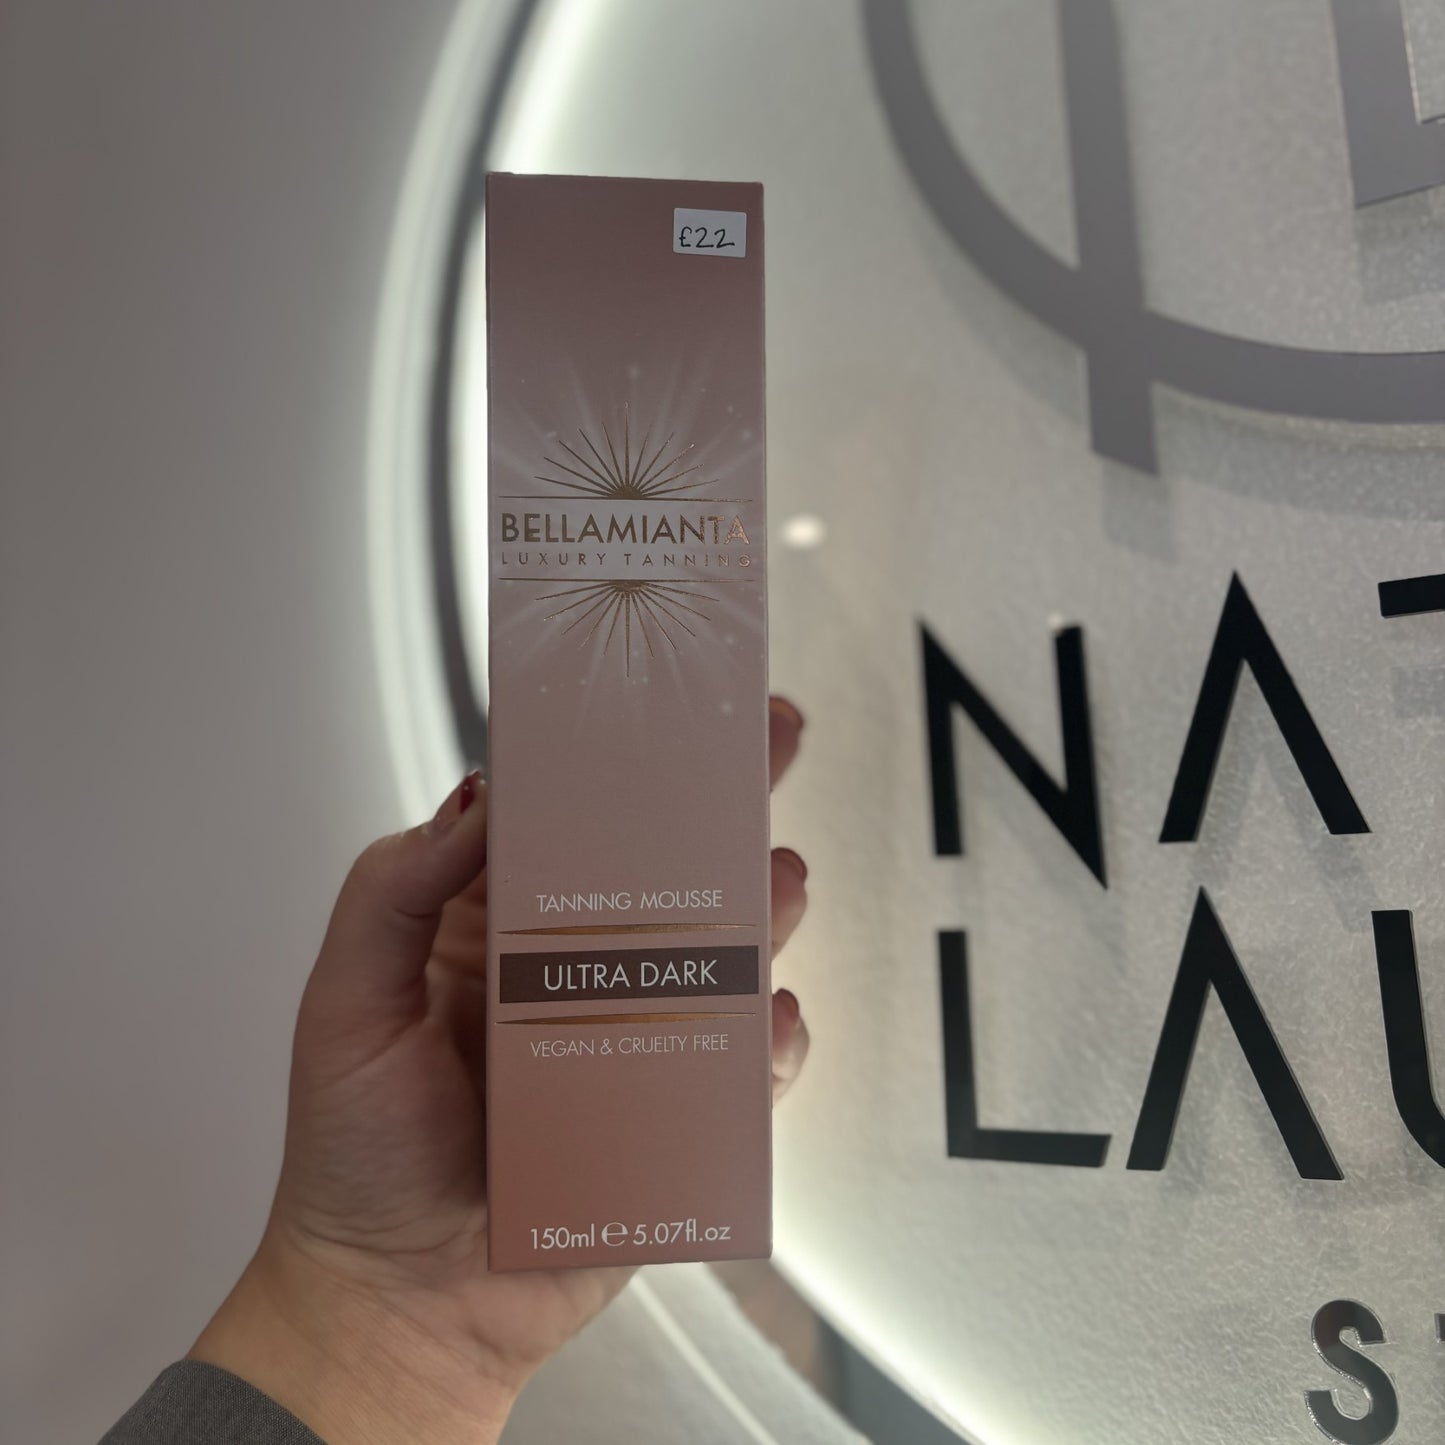 £22
BELLAMIANTA
LUXURY TANNING
TANNING MOUSSE
ULTRA DARK
VEGAN & CRUELTY FREE
150ml ℮ 5.07fl.oz